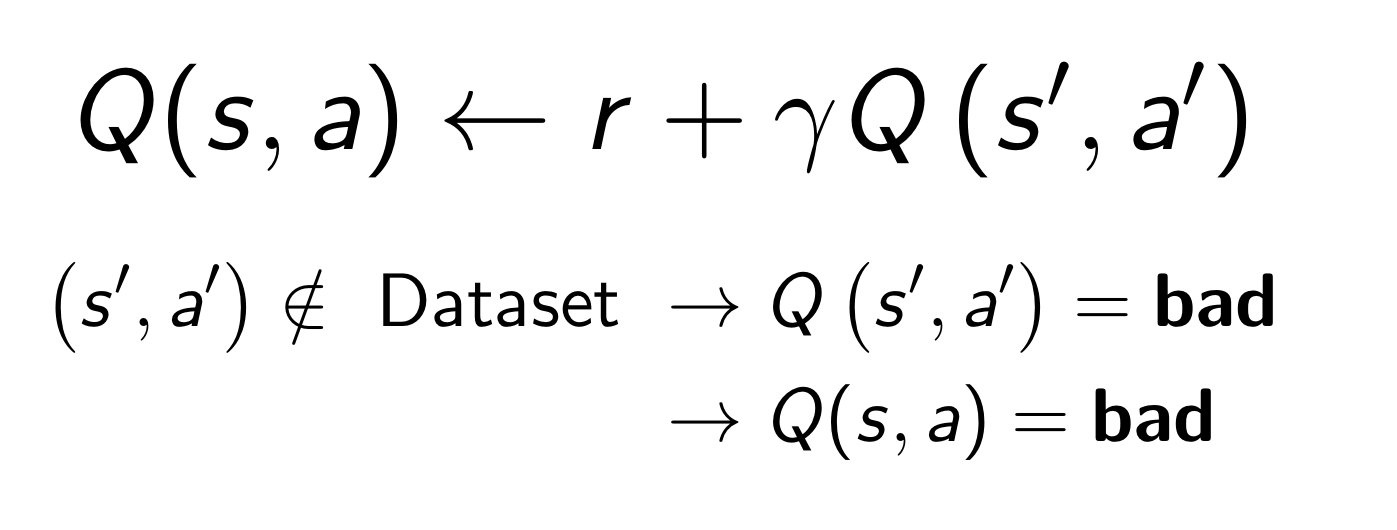 Q(s, a) ← r + γQ (s′, a′)
(s′, a′) ∉ Dataset → Q (s′, a′) = bad
→ Q(s, a) = bad